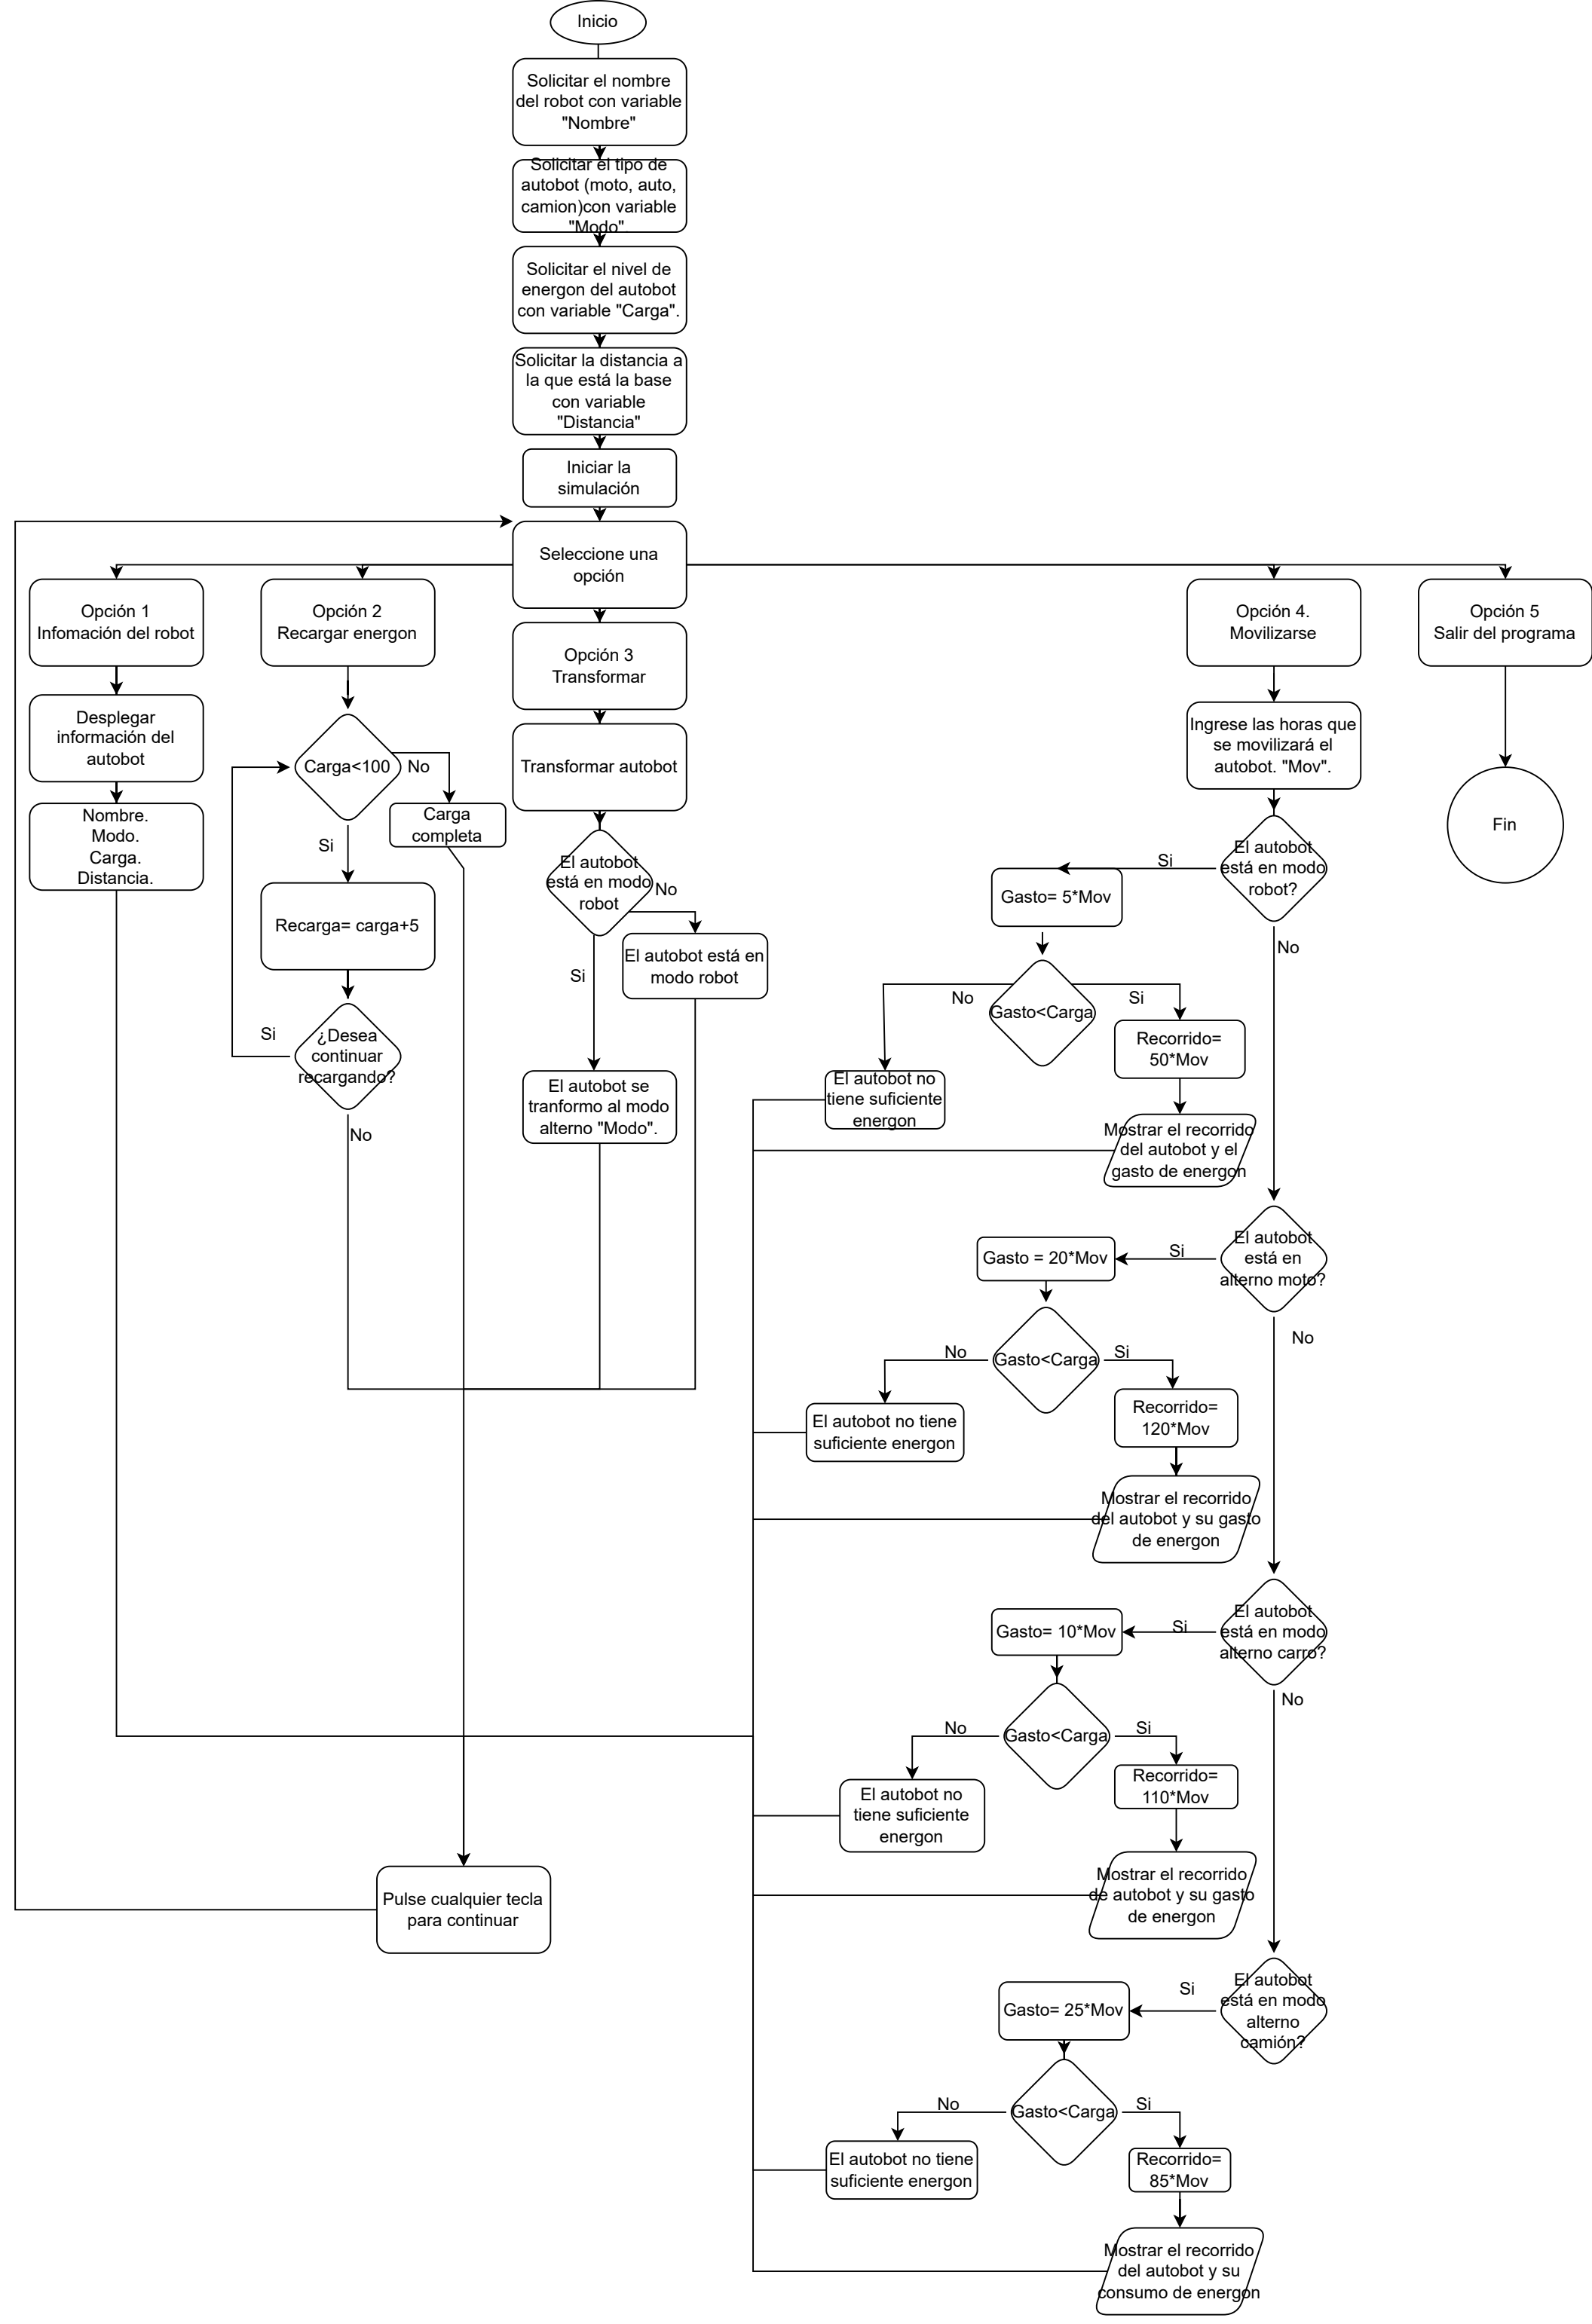 Inicio
Solicitar el nombre
del robot con variable
"Nombre"
Solicitar el tipo de
autobot (moto, auto,
camion)con variable
"Modo"
Solicitar el nivel de
energon del autobot
con variable "Carga".
Solicitar la distancia a
la que está la base
con variable
"Distancia"
Iniciar la
simulación
Seleccione una
opción
Opción 1
Infomación del robot
Desplegar
información del
autobot
Nombre.
Modo.
Carga.
Distancia.
Opción 2
Recargar energon
Carga<100
No
Carga
completa
Si
Recarga= carga+5
¿Desea
continuar
recargando?
Si
No
Opción 3
Transformar
Transformar autobot
El autobot
está en modo
robot
No
El autobot está en
modo robot
Si
El autobot se
tranformo al modo
alterno "Modo".
Pulse cualquier tecla
para continuar
Opción 4.
Movilizarse
Ingrese las horas que
se movilizará el
autobot. "Mov".
El autobot
está en modo
robot?
Si
Gasto= 5*Mov
No
Gasto<Carga
No
Si
El autobot no
tiene suficiente
energon
Recorrido=
50*Mov
Mostrar el recorrido
del autobot y el
gasto de energon
El autobot
está en
alterno moto?
Si
Gasto = 20*Mov
No
Gasto<Carga
No
Si
El autobot no tiene
suficiente energon
Recorrido=
120*Mov
Mostrar el recorrido
del autobot y su gasto
de energon
El autobot
está en modo
alterno carro?
Si
Gasto= 10*Mov
No
Gasto<Carga
No
Si
El autobot no
tiene suficiente
energon
Recorrido=
110*Mov
Mostrar el recorrido
de autobot y su gasto
de energon
El autobot
está en modo
alterno
camión?
Si
Gasto= 25*Mov
Gasto<Carga
No
Si
El autobot no tiene
suficiente energon
Recorrido=
85*Mov
Mostrar el recorrido
del autobot y su
consumo de energon
Opción 5
Salir del programa
Fin